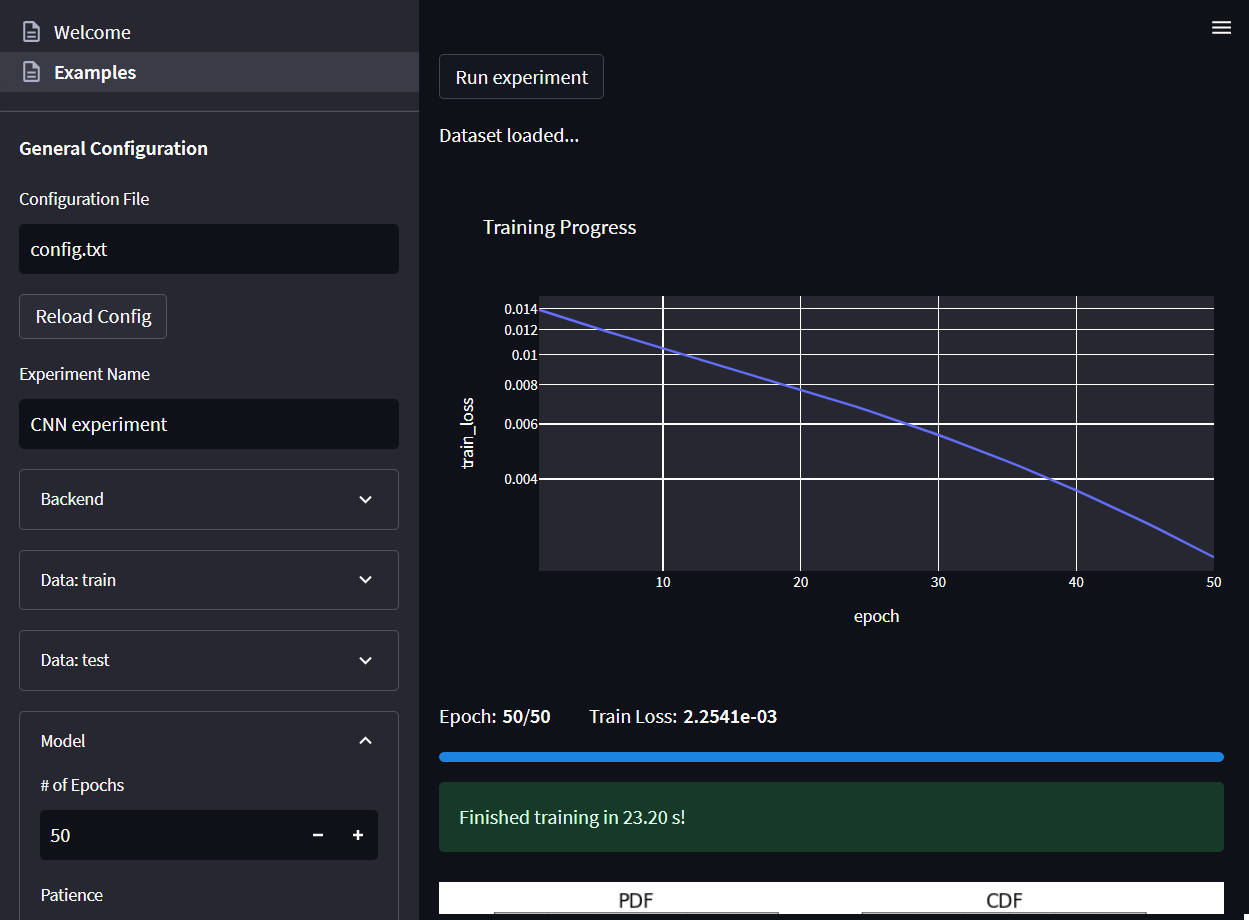 Welcome
Examples
General Configuration
Configuration File
config.txt
Reload Config
Experiment Name
CNN experiment
Backend
Data: train
Data: test
Model
# of Epochs
50
Patience
Run experiment
Dataset loaded...
Training Progress
0.014
0.012
0.01
0.008
0.006
0.004
train_loss
10 20 30 40 50
epoch
Epoch: 50/50 Train Loss: 2.2541e-03
Finished training in 23.20 s!
PDF CDF